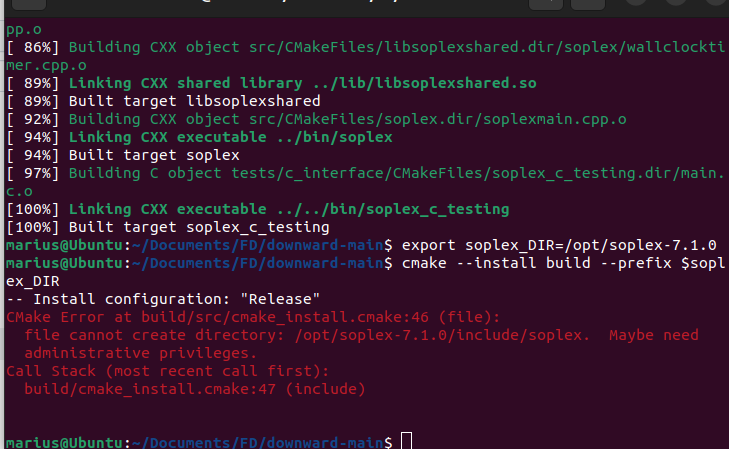 pp.o
[ 86%] Building CXX object src/CMakeFiles/libsoplexshared.dir/soplex/wallclockti
mer.cpp.o
[ 89%] Linking CXX shared library ../lib/libsoplexshared.so
[ 89%] Built target libsoplexshared
[ 92%] Building CXX object src/CMakeFiles/soplex.dir/soplexmain.cpp.o
[ 94%] Linking CXX executable ../bin/soplex
[ 94%] Built target soplex
[ 97%] Building C object tests/c_interface/CMakeFiles/soplex_c_testing.dir/main.
c.o
[100%] Linking CXX executable ../../bin/soplex_c_testing
[100%] Built target soplex_c_testing
marius@Ubuntu:~/Documents/FD/downward-main$ export soplex_DIR=/opt/soplex-7.1.0
marius@Ubuntu:~/Documents/FD/downward-main$ cmake --install build --prefix $sopl
ex_DIR
-- Install configuration: "Release"
CMake Error at build/src/cmake_install.cmake:46 (file):
  file cannot create directory: /opt/soplex-7.1.0/include/soplex.  Maybe need
  administrative privileges.
Call Stack (most recent call first):
  build/cmake_install.cmake:47 (include)
marius@Ubuntu:~/Documents/FD/downward-main$